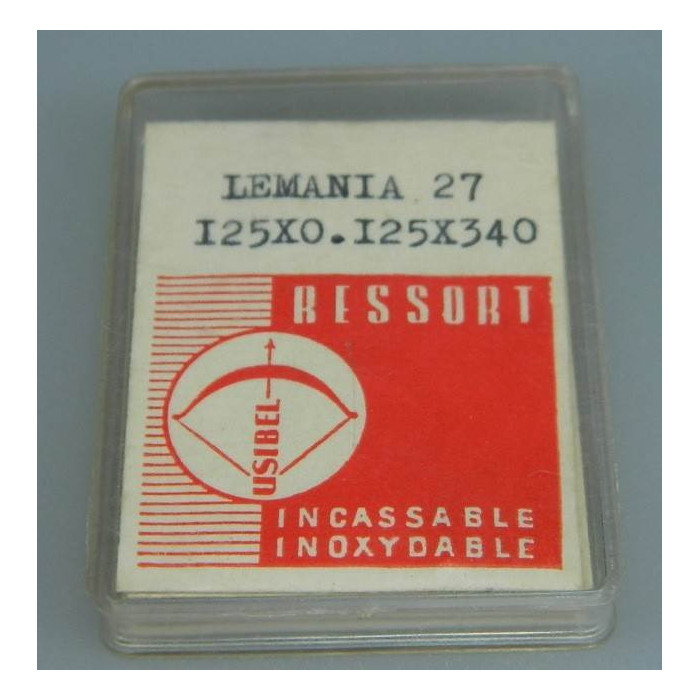 LEMANIA 27
I25X0.I25X340
RESSORT
USIBEL
INCASSABLE
INOXYDABLE